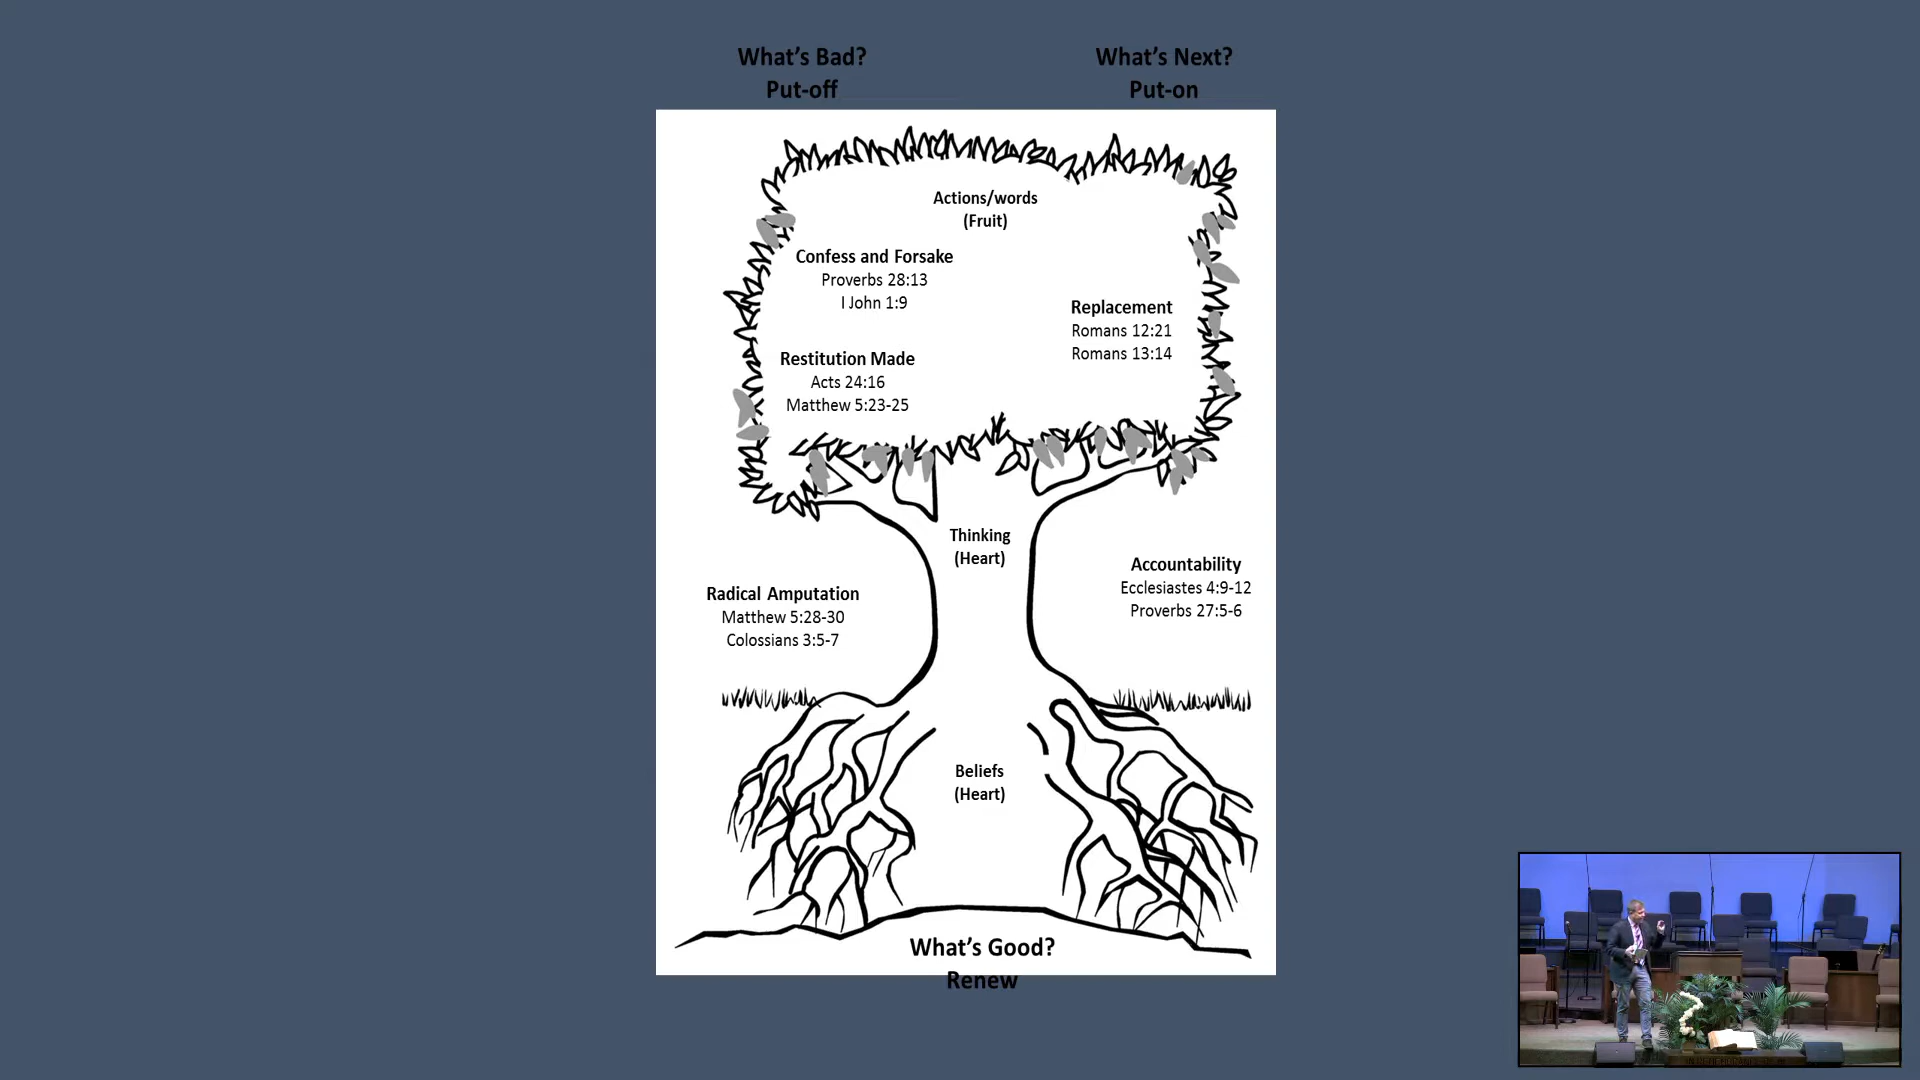 What's Bad?
Put-off
What's Next?
Put-on
Actions/words
(Fruit)
Confess and Forsake
Proverbs 28:13
I John 1:9
Replacement
Romans 12:21
Romans 13:14
Restitution Made
Acts 24:16
Matthew 5:23-25
Thinking
(Heart)
Accountability
Ecclesiastes 4:9-12
Proverbs 27:5-6
Radical Amputation
Matthew 5:28-30
Colossians 3:5-7
Beliefs
(Heart)
What's Good?
Renew